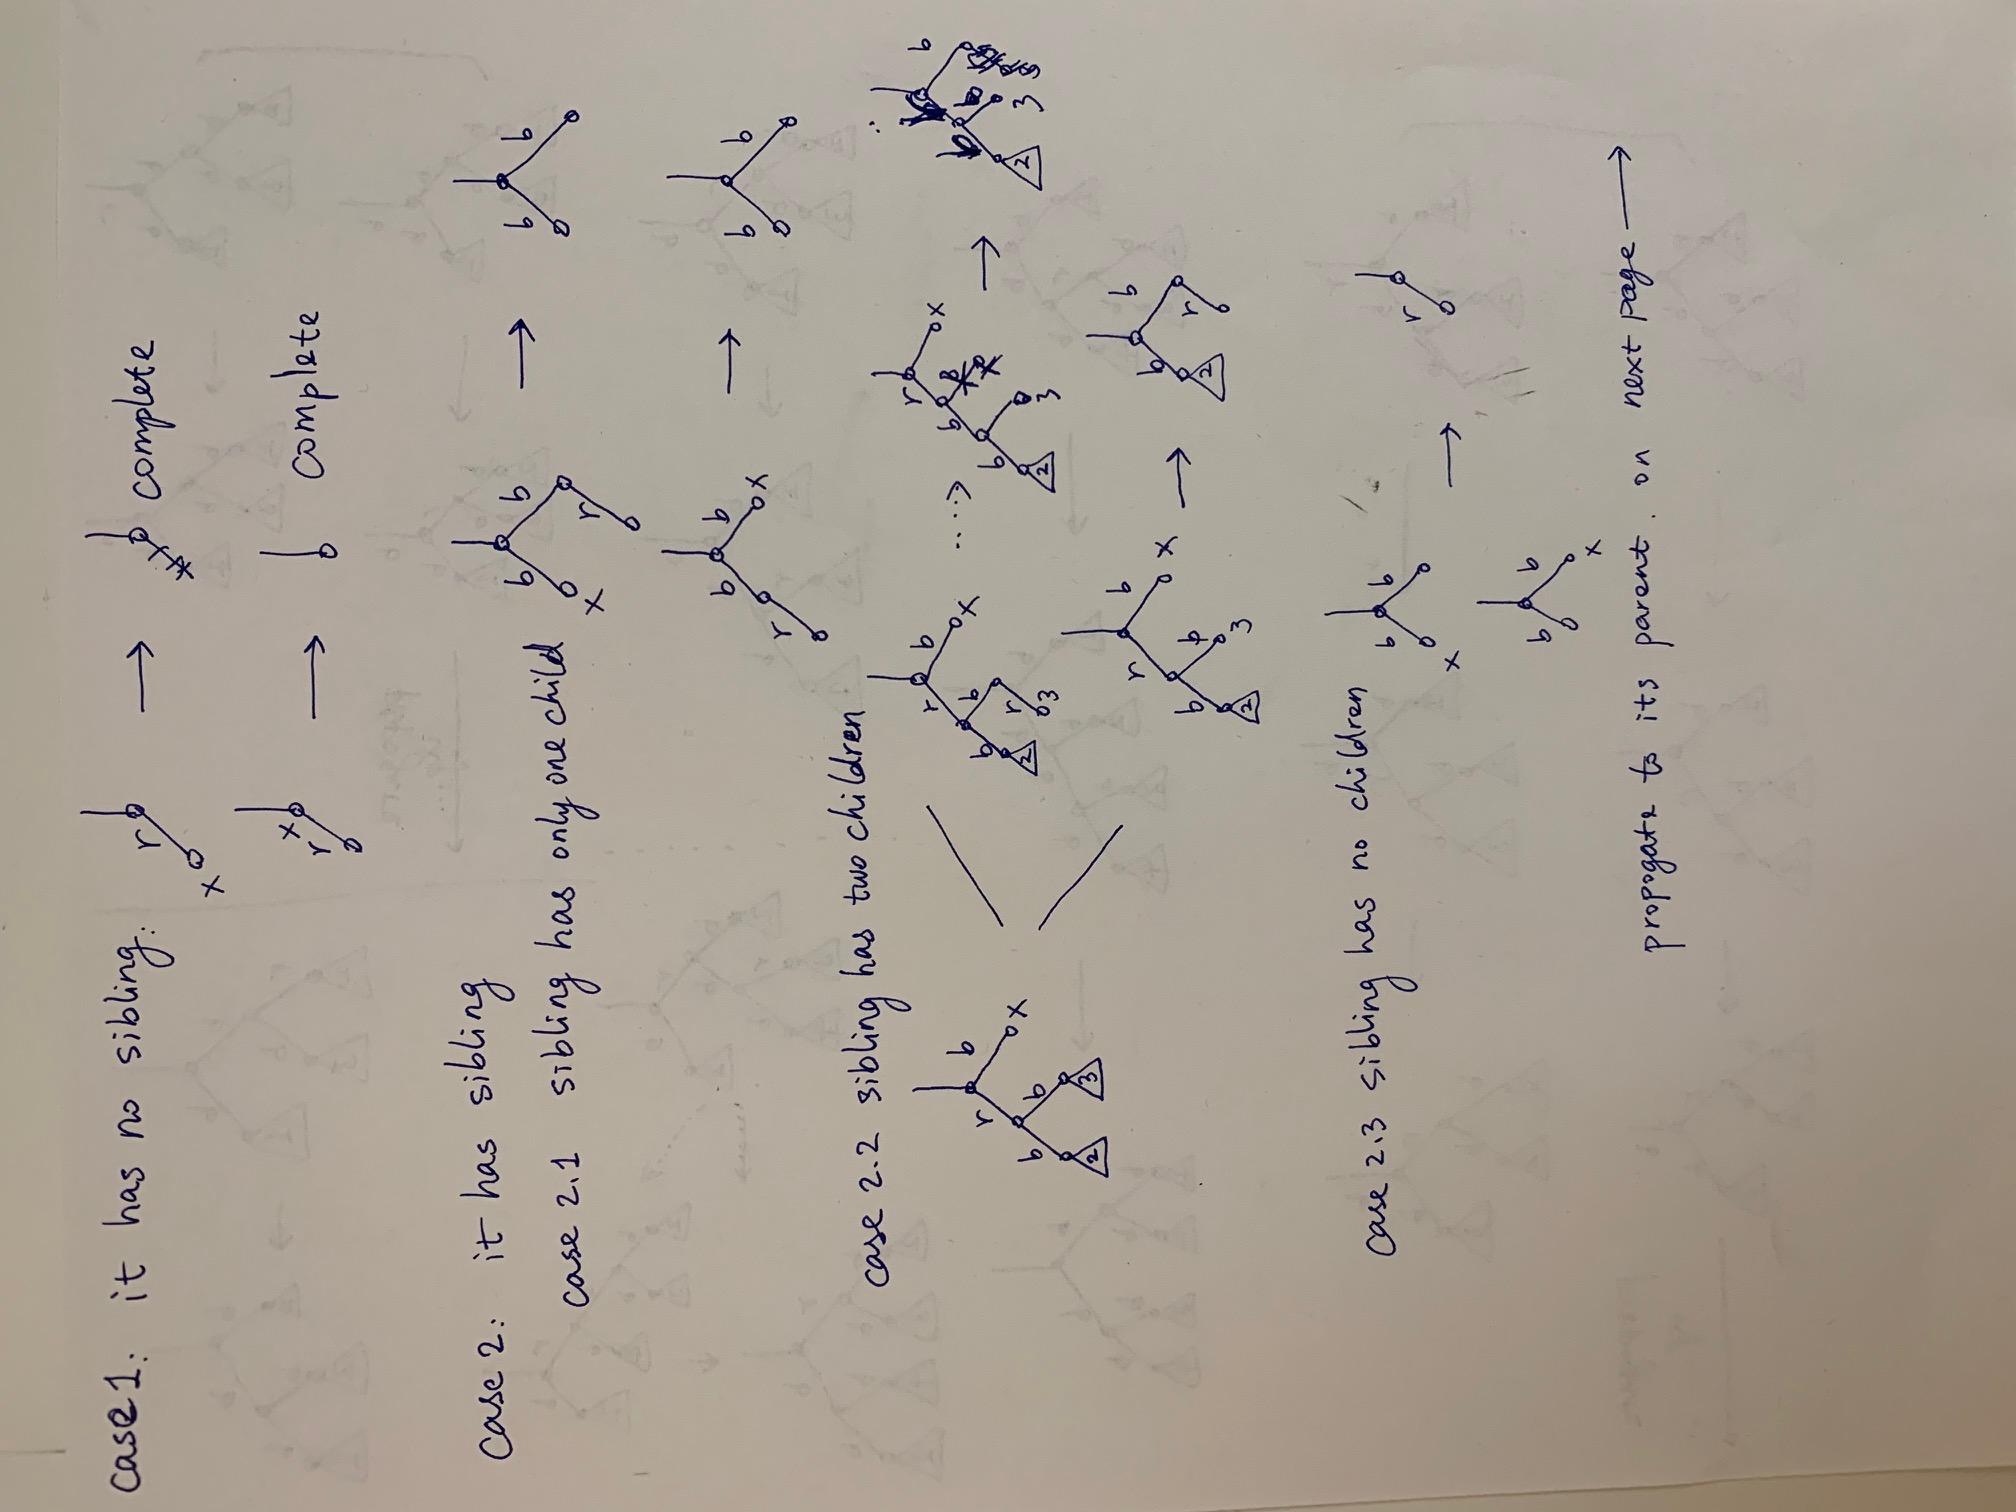 case 1: it has no sibling:
r
x
→
complete
x
r
→
complete
case 2: it has sibling
case 2.1 sibling has only one child
b b
x r
→
b b
b b
r x
→
b b
case 2.2 sibling has two children
r b
x
b b
2 3
r b
x
b b
2 r
3
r
x
b
b
2 3
→
b
b b
2 3
r b
x
b b
2 3
→
b b
2 r
case 2.3 sibling has no children
b b
x
→
r
b b
x
propogate to its parent. on next page →